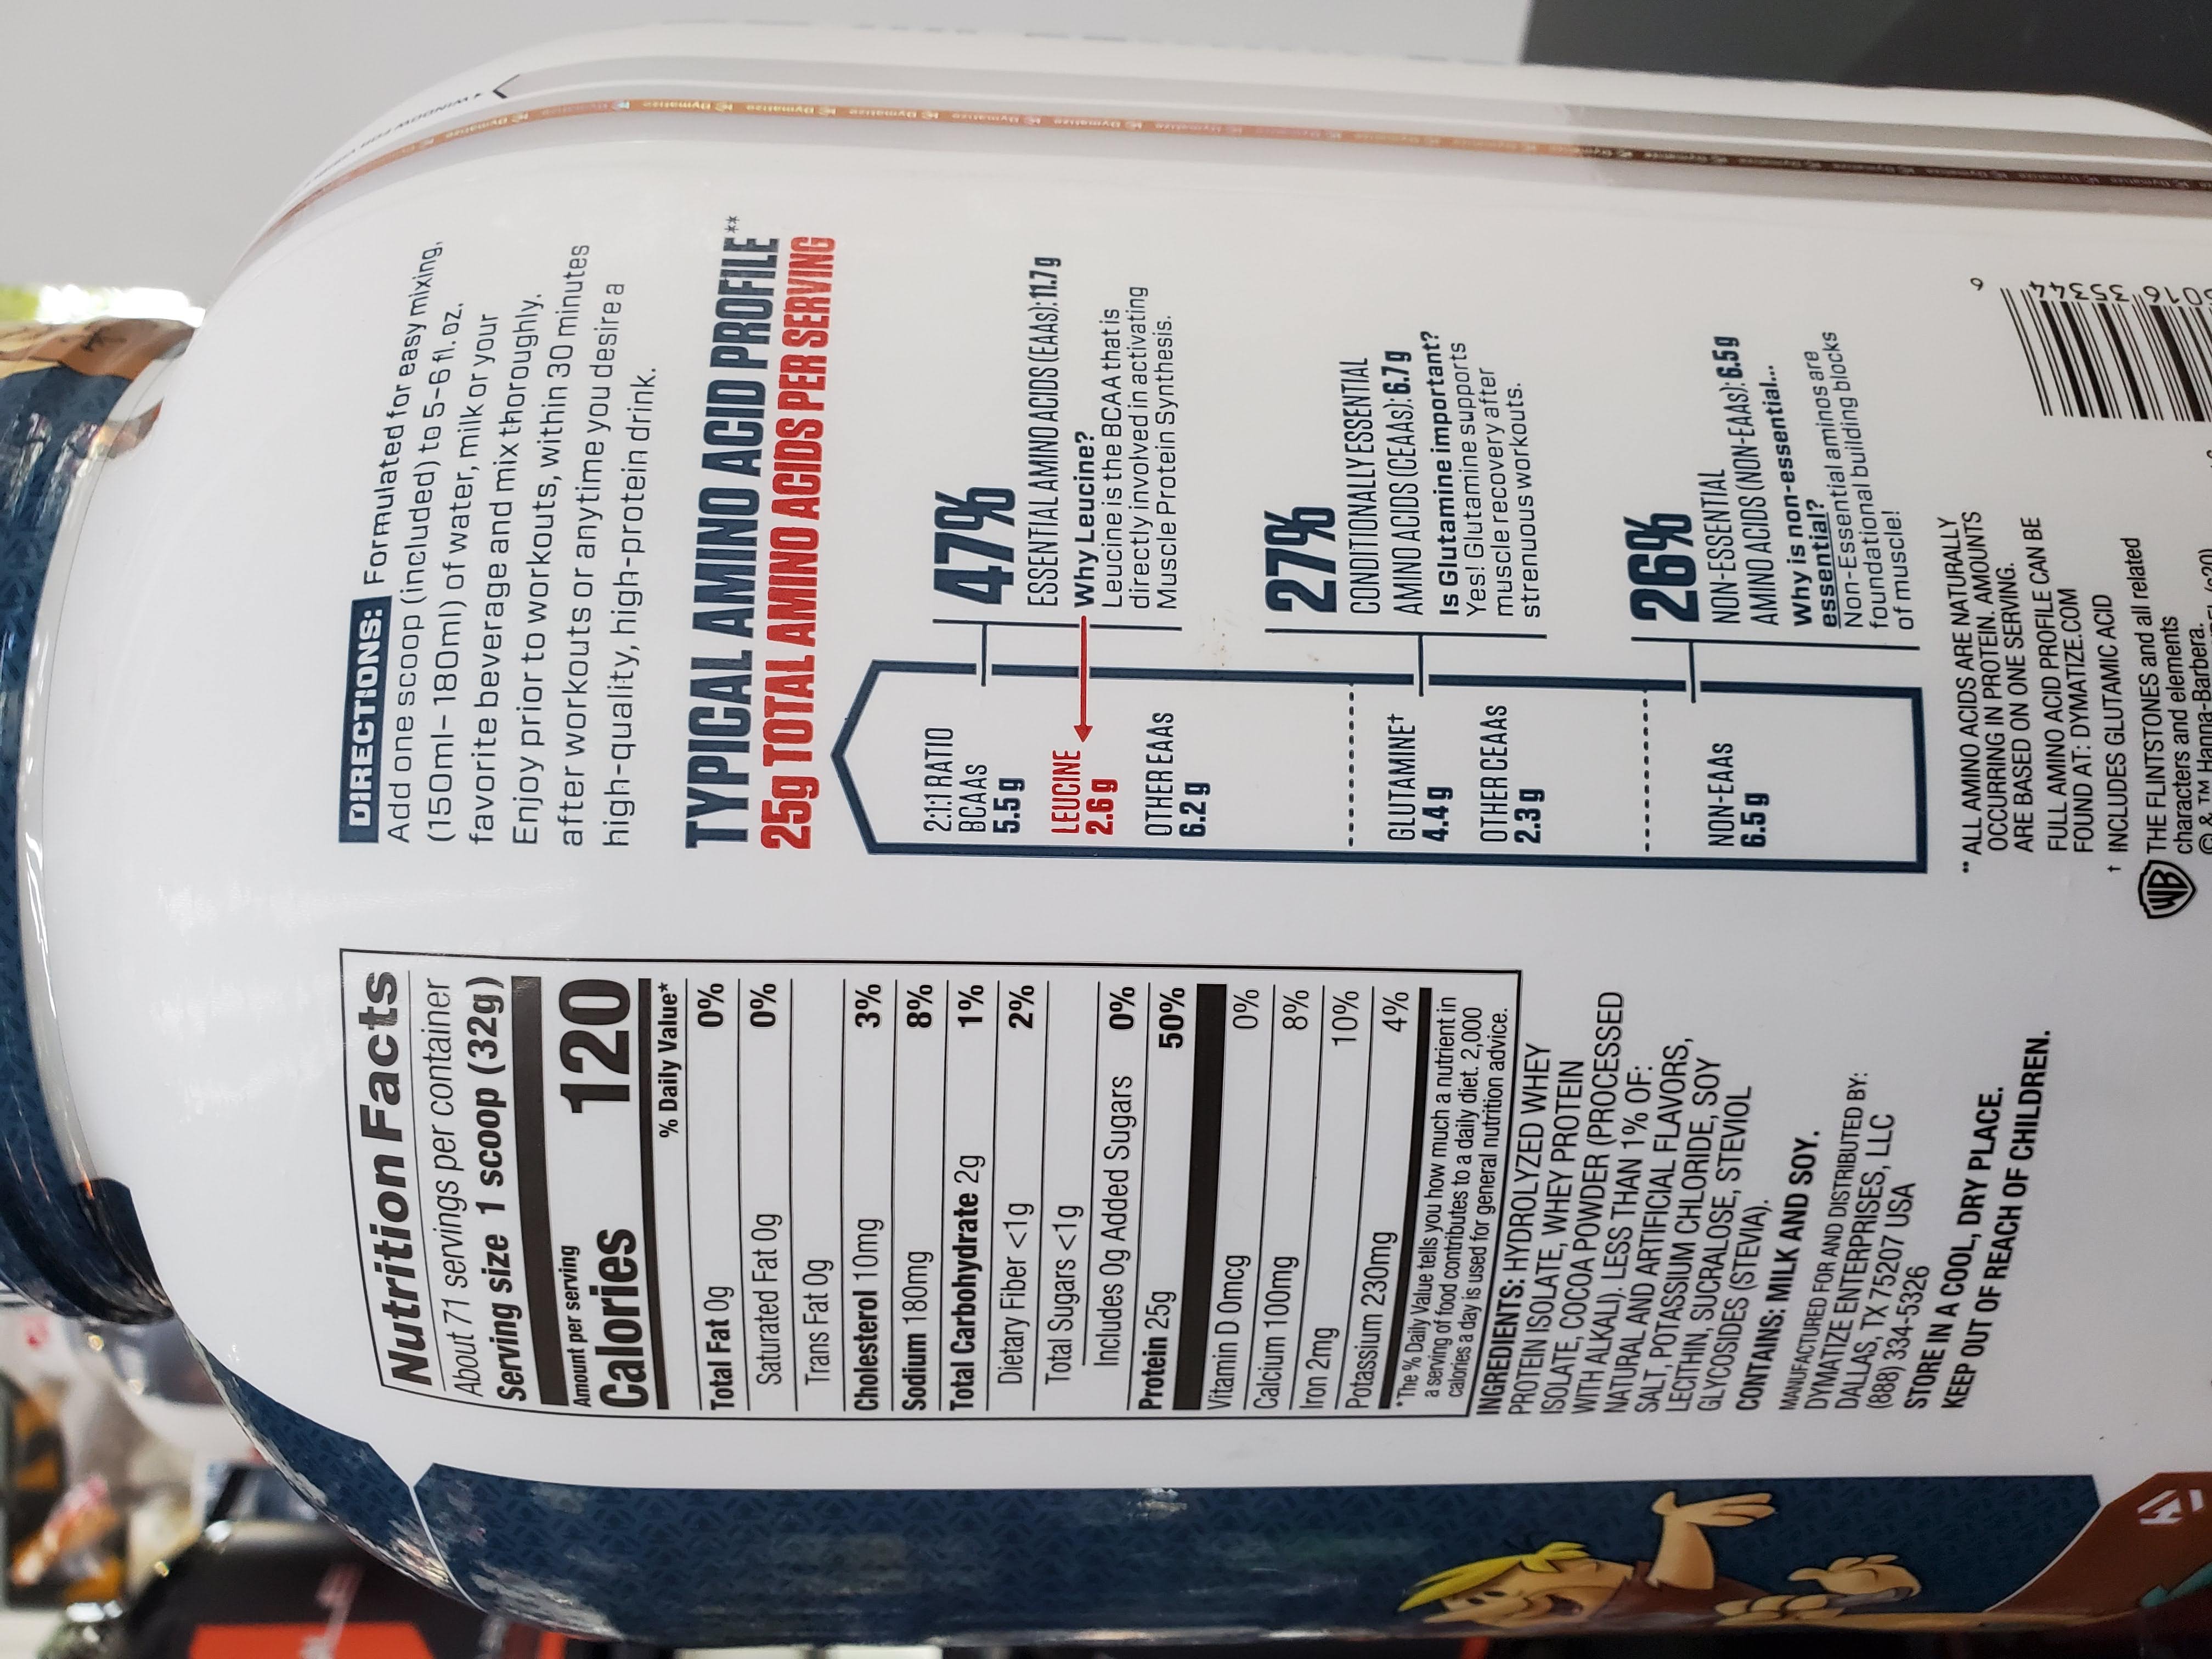 Nutrition Facts
About 71 servings per container
Serving size 1 scoop (32g)
Amount per serving
Calories 120
% Daily Value*
Total Fat 0g 0%
Saturated Fat 0g 0%
Trans Fat 0g
Cholesterol 10mg 3%
Sodium 180mg 8%
Total Carbohydrate 2g 1%
Dietary Fiber <1g 2%
Total Sugars <1g
Includes 0g Added Sugars 0%
Protein 25g 50%
Vitamin D 0mcg 0%
Calcium 100mg 8%
Iron 2mg 10%
Potassium 230mg 4%
*The % Daily Value tells you how much a nutrient in
a serving of food contributes to a daily diet. 2,000
calories a day is used for general nutrition advice.
INGREDIENTS: HYDROLYZED WHEY
PROTEIN ISOLATE, WHEY PROTEIN
ISOLATE, COCOA POWDER (PROCESSED
WITH ALKALI). LESS THAN 1% OF:
NATURAL AND ARTIFICIAL FLAVORS,
SALT, POTASSIUM CHLORIDE, SOY
LECITHIN, SUCRALOSE, STEVIOL
GLYCOSIDES (STEVIA).
CONTAINS: MILK AND SOY.
MANUFACTURED FOR AND DISTRIBUTED BY:
DYMATIZE ENTERPRISES, LLC
DALLAS, TX 75207 USA
(888) 334-5326
STORE IN A COOL, DRY PLACE.
KEEP OUT OF REACH OF CHILDREN.
DIRECTIONS: Formulated for easy mixing,
Add one scoop (included) to 5-6 fl. oz.
(150ml-180ml) of water, milk or your
favorite beverage and mix thoroughly.
Enjoy prior to workouts, within 30 minutes
after workouts or anytime you desire a
high-quality, high-protein drink.
TYPICAL AMINO ACID PROFILE**
25g TOTAL AMINO ACIDS PER SERVING
2:1:1 RATIO
BCAAS
5.5 g
LEUCINE
2.6 g
OTHER EAAS
6.2 g
47%
ESSENTIAL AMINO ACIDS (EAAs): 11.7 g
Why Leucine?
Leucine is the BCAA that is
directly involved in activating
Muscle Protein Synthesis.
GLUTAMINE†
4.4 g
OTHER CEAAS
2.3 g
27%
CONDITIONALLY ESSENTIAL
AMINO ACIDS (CEAAs): 6.7 g
Is Glutamine important?
Yes! Glutamine supports
muscle recovery after
strenuous workouts.
NON-EAAS
6.5 g
26%
NON-ESSENTIAL
AMINO ACIDS (NON-EAAS): 6.5 g
Why is non-essential...
essential?
Non-Essential aminos are
foundational building blocks
of muscle!
** ALL AMINO ACIDS ARE NATURALLY
OCCURRING IN PROTEIN. AMOUNTS
ARE BASED ON ONE SERVING.
FULL AMINO ACID PROFILE CAN BE
FOUND AT: DYMATIZE.COM
† INCLUDES GLUTAMIC ACID
WB THE FLINTSTONES and all related
characters and elements
© & ™ Hanna-Barbera.
35344
6
Dymatize